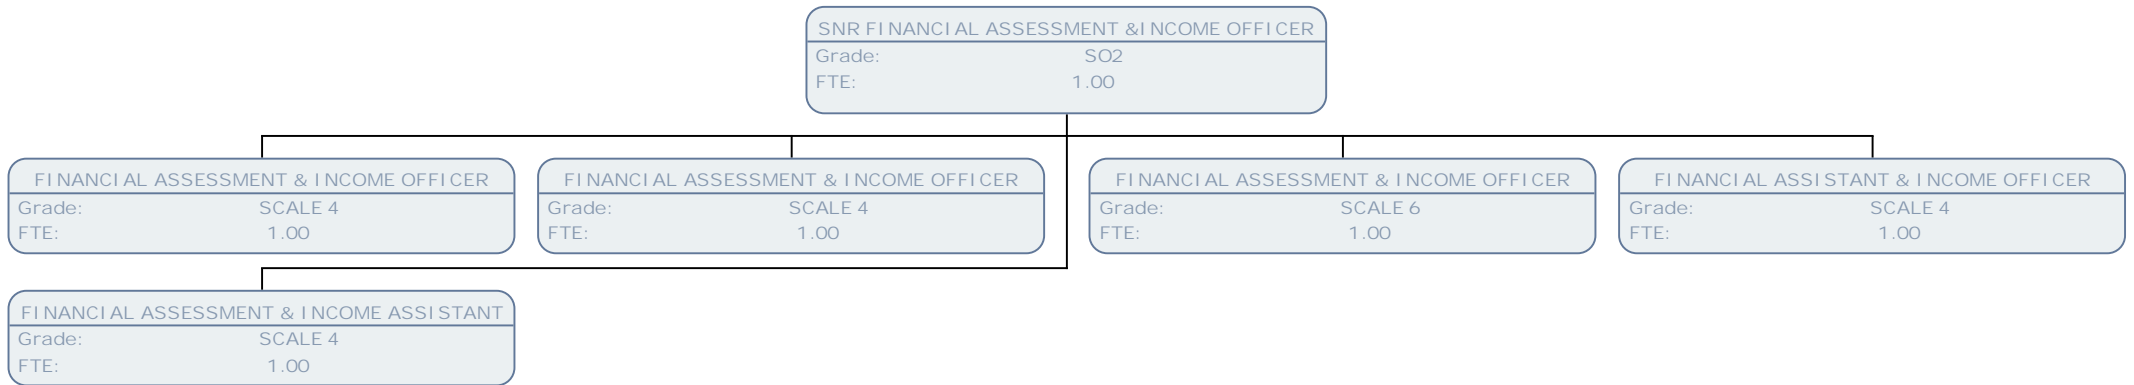 SNR FINANCIAL ASSESSMENT &INCOME OFFICER
Grade: SO2
FTE: 1.00
FINANCIAL ASSESSMENT & INCOME OFFICER
Grade: SCALE 4
FTE: 1.00
FINANCIAL ASSESSMENT & INCOME OFFICER
Grade: SCALE 4
FTE: 1.00
FINANCIAL ASSESSMENT & INCOME OFFICER
Grade: SCALE 6
FTE: 1.00
FINANCIAL ASSISTANT & INCOME OFFICER
Grade: SCALE 4
FTE: 1.00
FINANCIAL ASSESSMENT & INCOME ASSISTANT
Grade: SCALE 4
FTE: 1.00